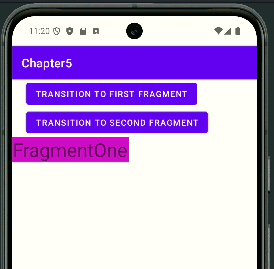 11:20
Chapter5
TRANSITION TO FIRST FRAGMENT
TRANSITION TO SECOND FRAGMENT
FragmentOne